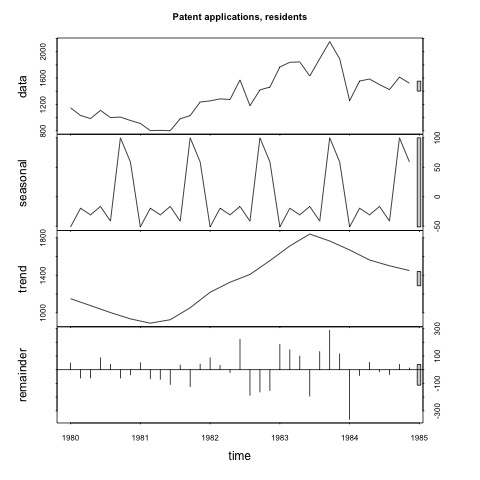 Patent applications, residents
data
800 1200 1600 2000
seasonal
-50 0 50 100
trend
1000 1400 1800
remainder
-300 -100 100 300
1980 1981 1982 1983 1984 1985
time